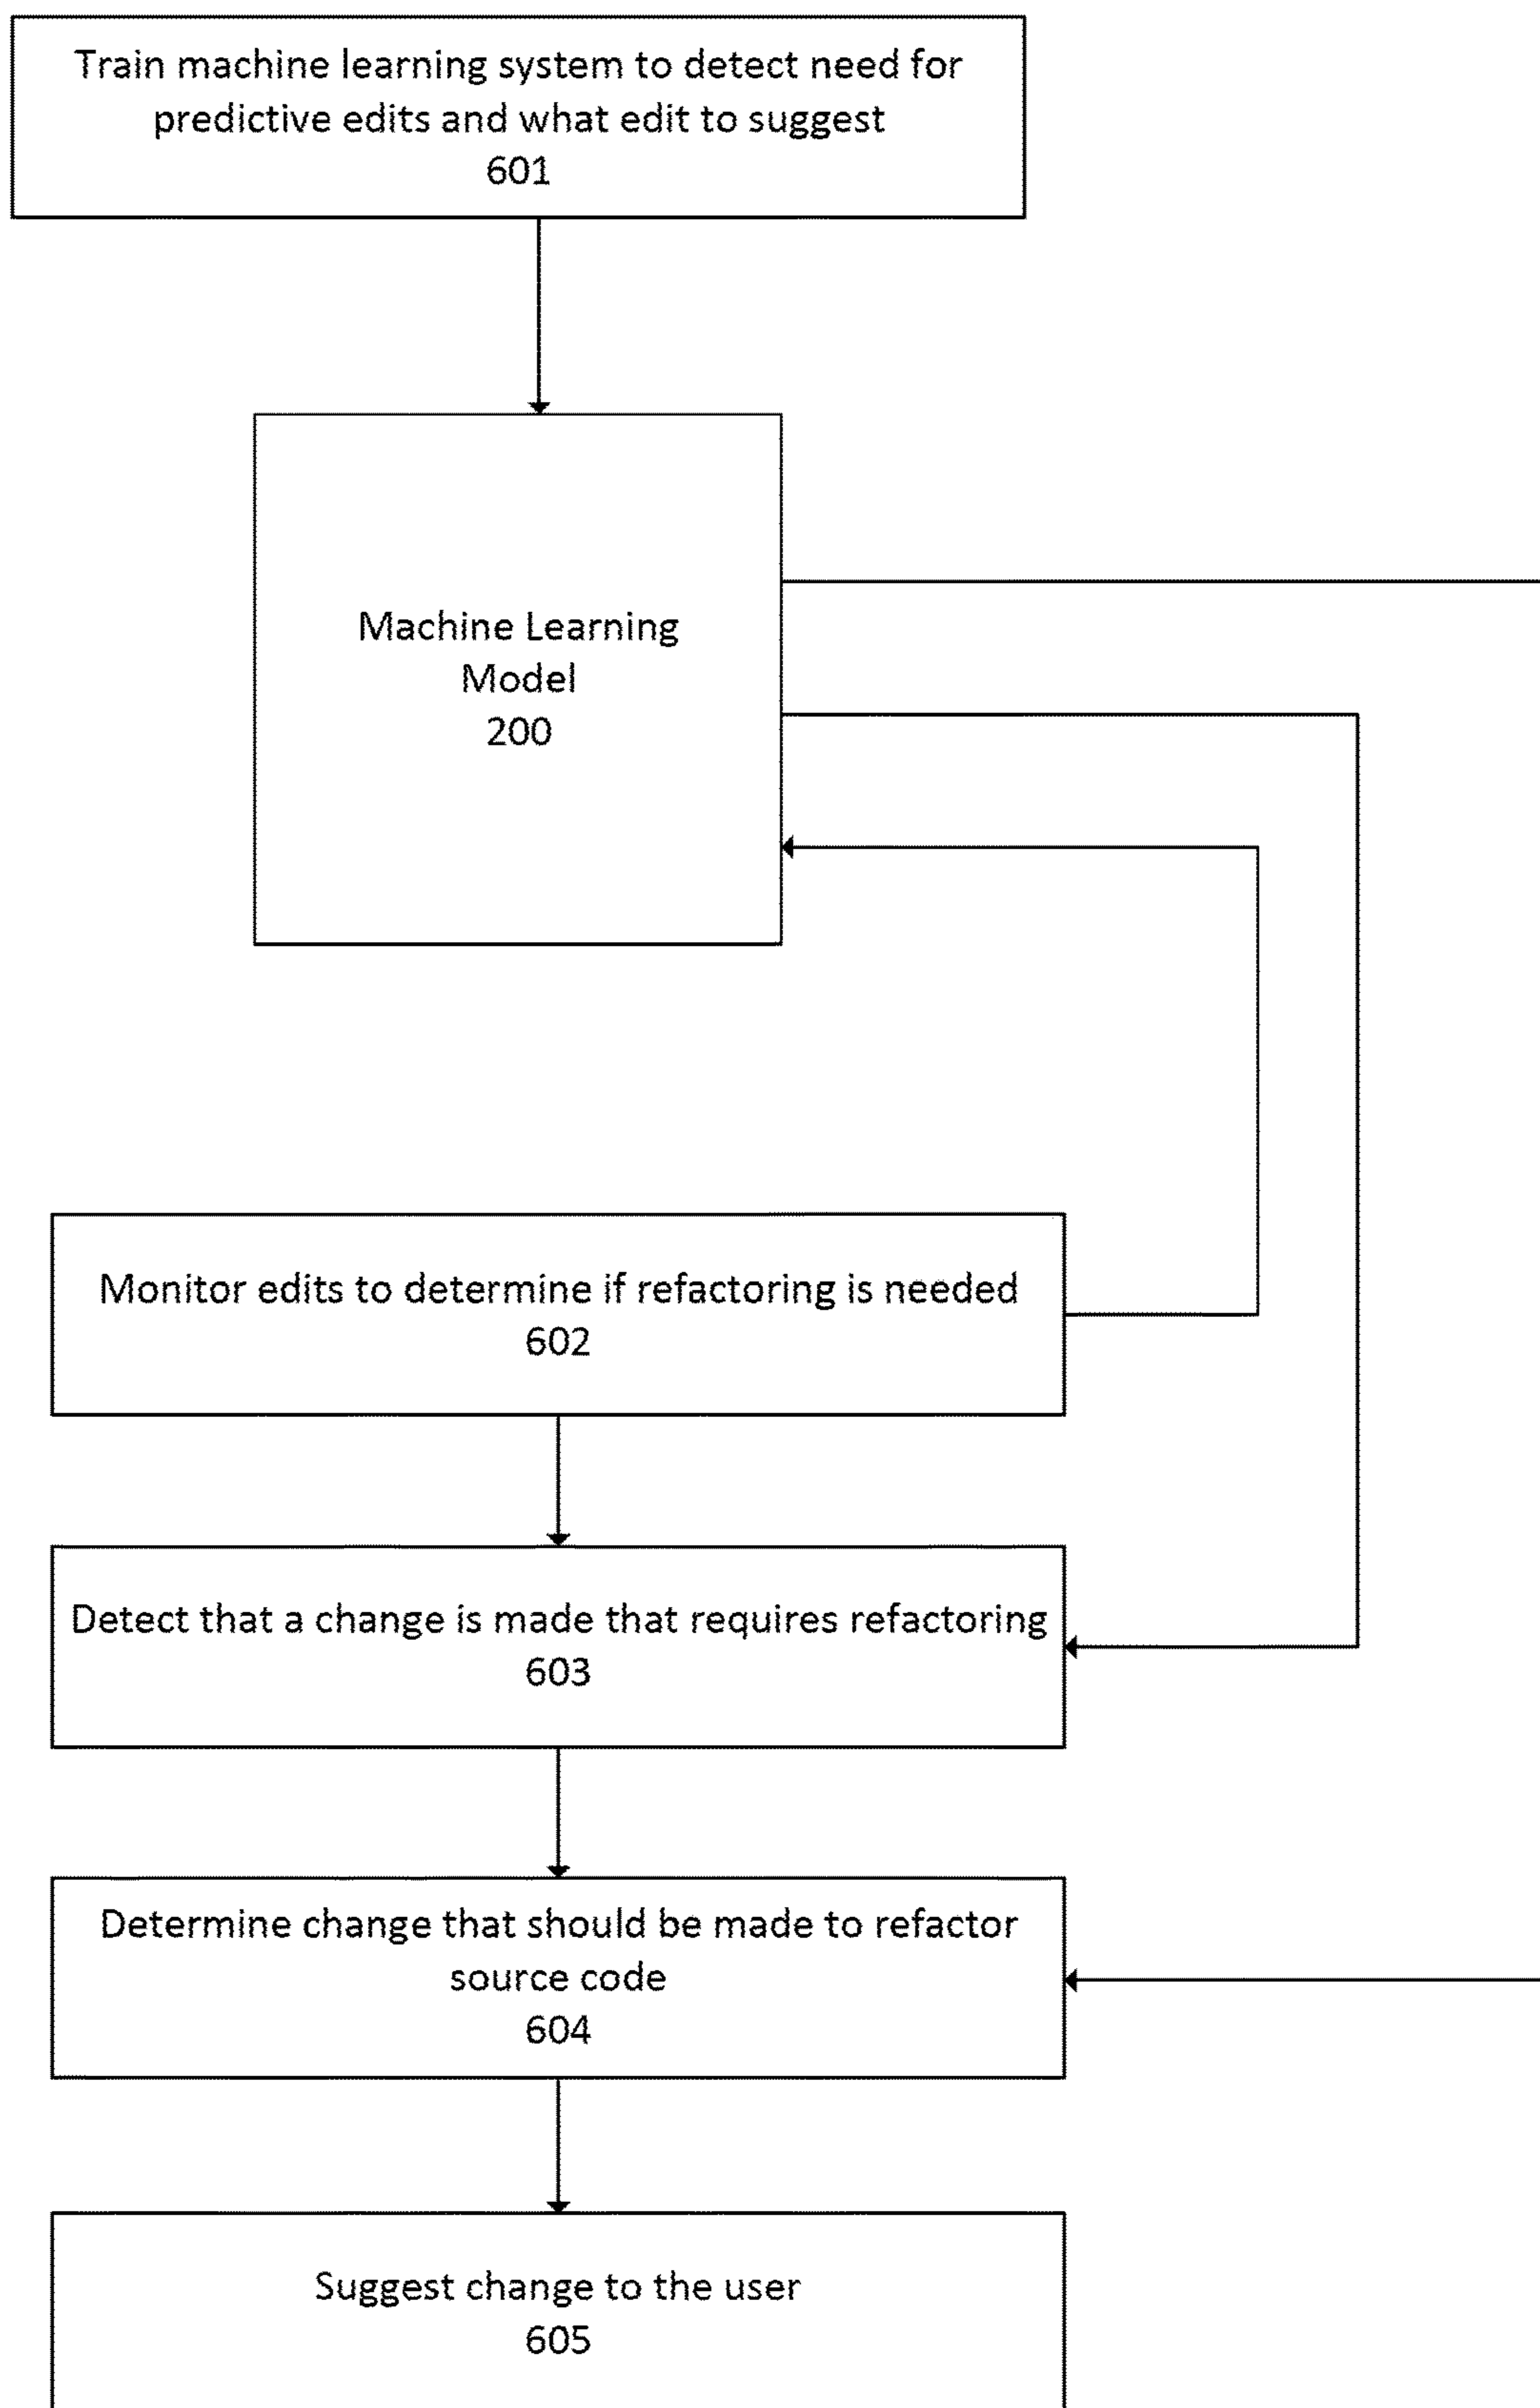 Train machine learning system to detect need for
predictive edits and what edit to suggest
601
Machine Learning
Model
200
Monitor edits to determine if refactoring is needed
602
Detect that a change is made that requires refactoring
603
Determine change that should be made to refactor
source code
604
Suggest change to the user
605